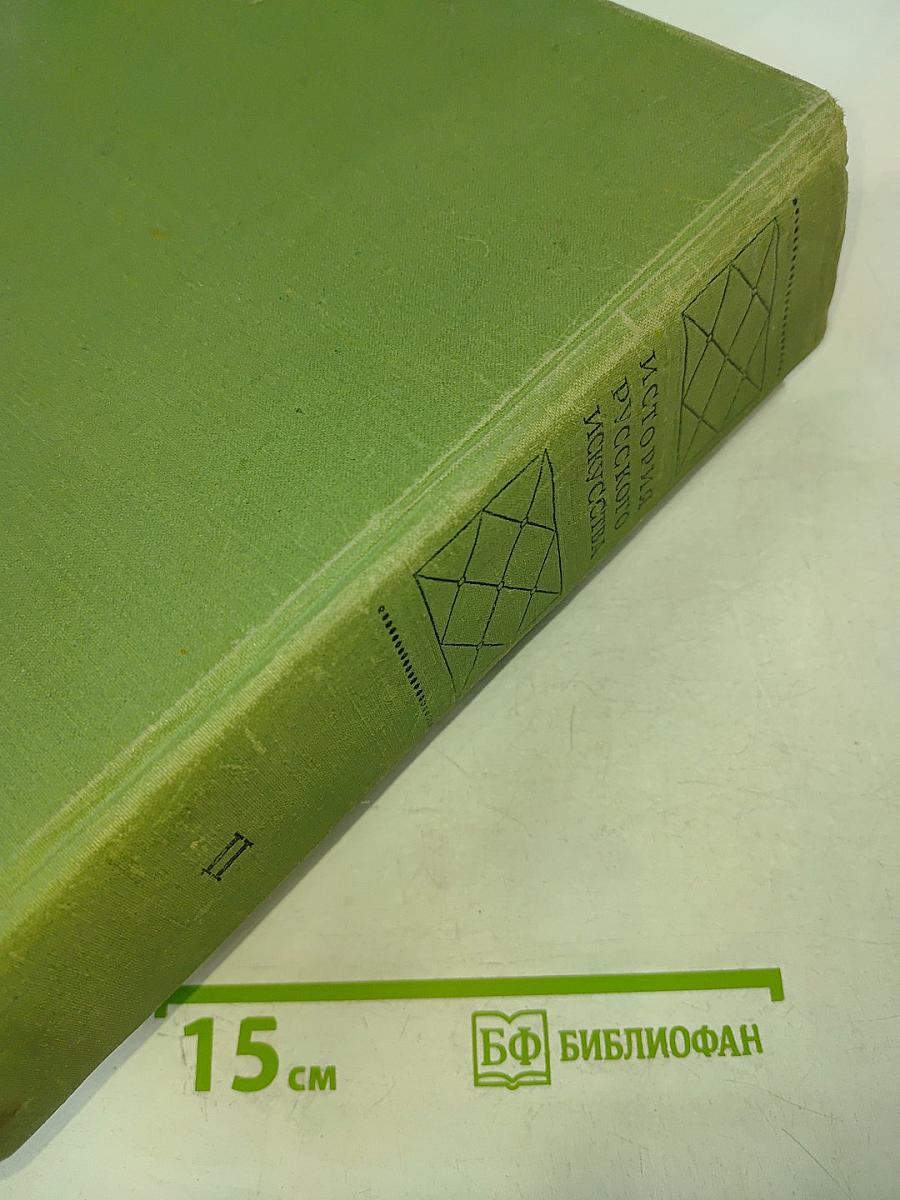 ИСТОРИЯ
РУССКОГО
ИСКУССТВА
II
15 см
БФ БИБЛИОФАН